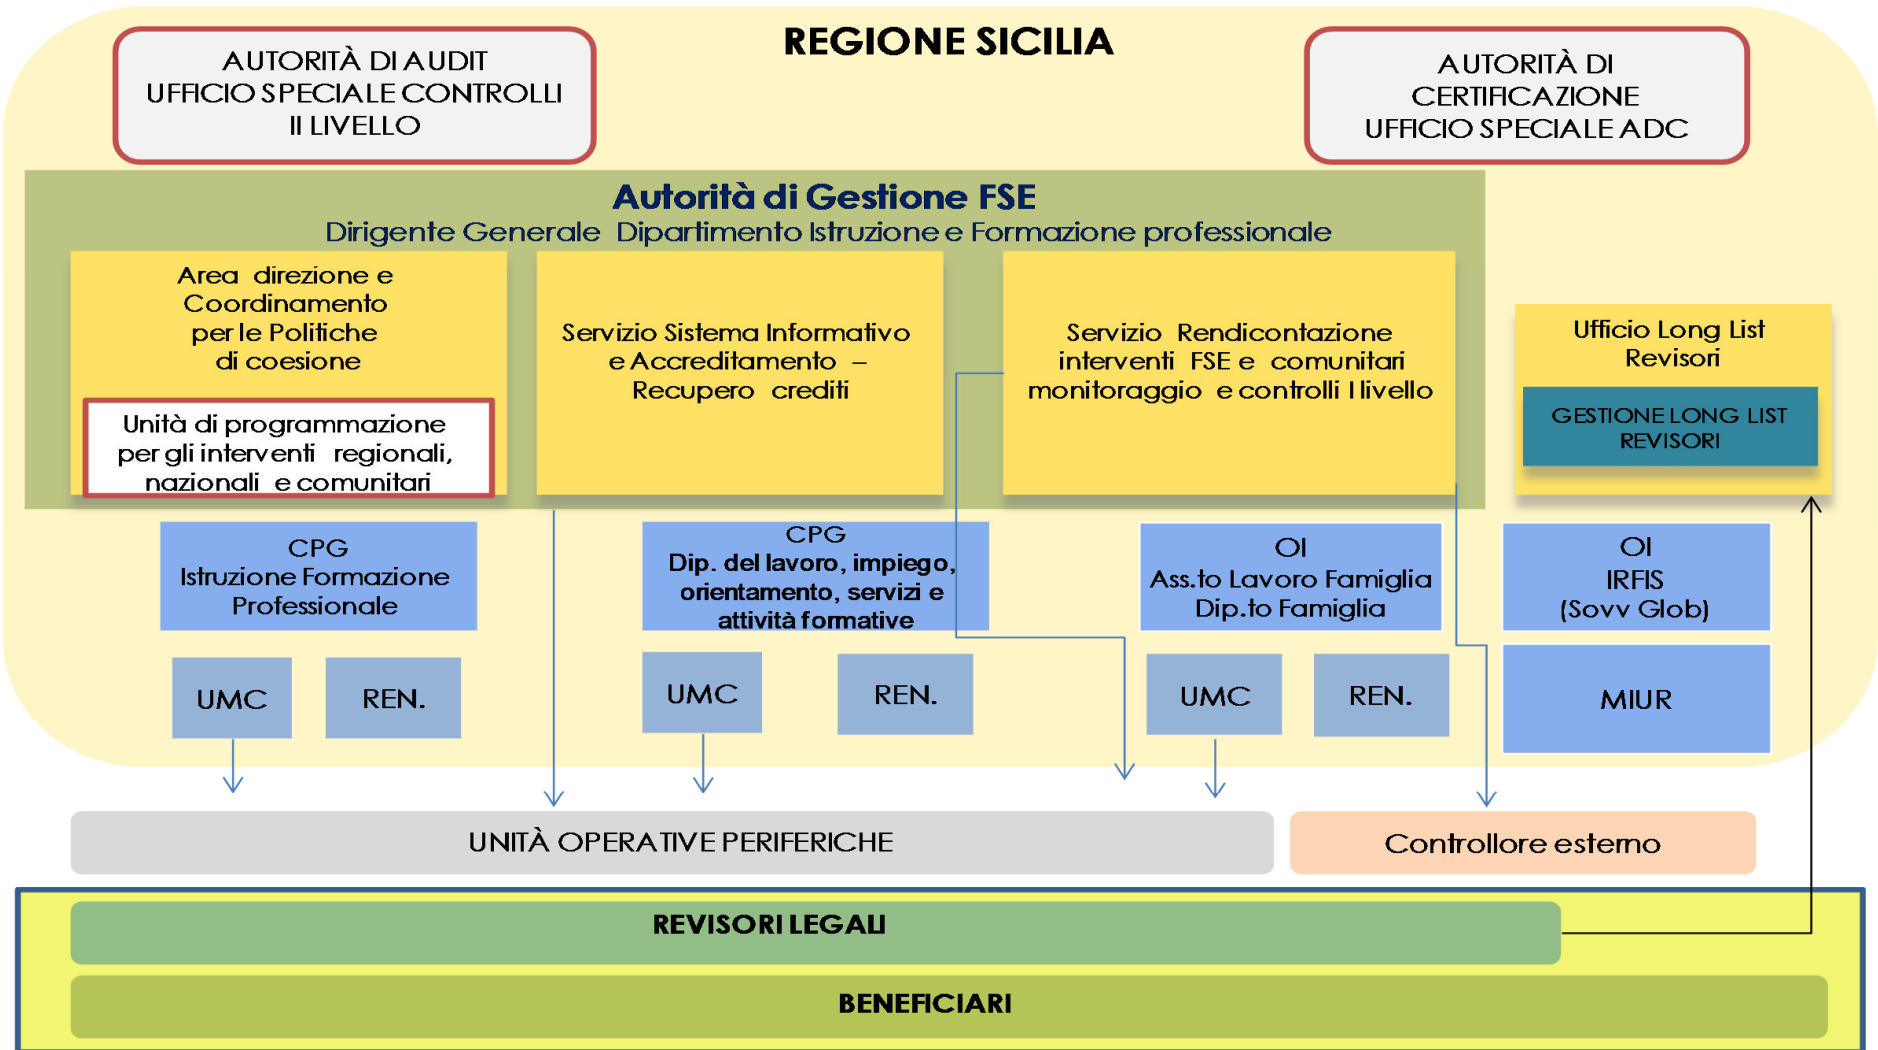 REGIONE SICILIA
AUTORITÀ DI AUDIT
UFFICIO SPECIALE CONTROLLI
II LIVELLO
AUTORITÀ DI
CERTIFICAZIONE
UFFICIO SPECIALE ADC
Autorità di Gestione FSE
Dirigente Generale Dipartimento Istruzione e Formazione professionale
Area direzione e
Coordinamento
per le Politiche
di coesione
Unità di programmazione
per gli interventi regionali,
nazionali e comunitari
Servizio Sistema Informativo
e Accreditamento –
Recupero crediti
Servizio Rendicontazione
interventi FSE e comunitari
monitoraggio e controlli I livello
Ufficio Long List
Revisori
GESTIONE LONG LIST
REVISORI
CPG
Istruzione Formazione
Professionale
CPG
Dip. del lavoro, impiego,
orientamento, servizi e
attività formative
OI
Ass.to Lavoro Famiglia
Dip.to Famiglia
OI
IRFIS
(Sovv Glob)
UMC
REN.
UMC
REN.
UMC
REN.
MIUR
UNITÀ OPERATIVE PERIFERICHE
Controllore esterno
REVISORI LEGALI
BENEFICIARI